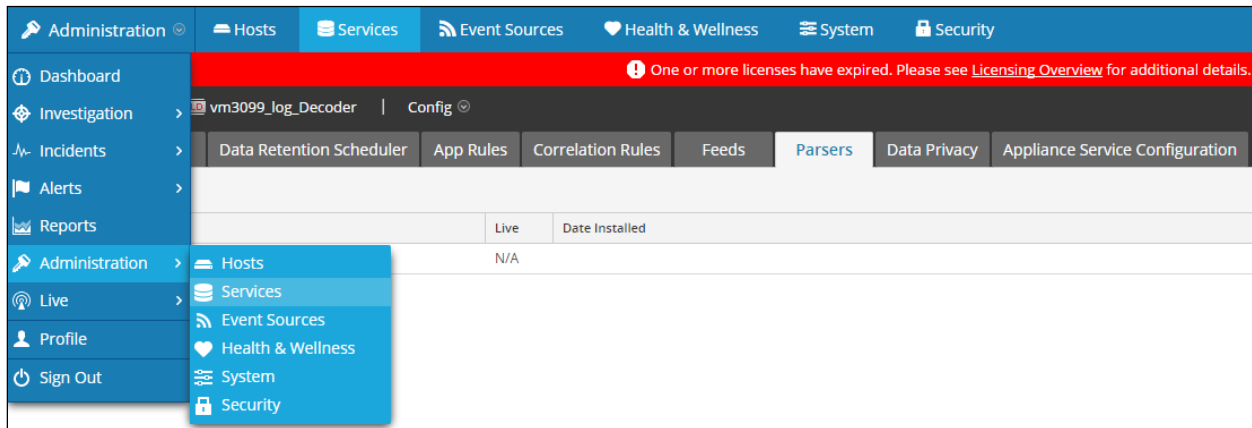 Administration Hosts Services Event Sources Health & Wellness System Security
Dashboard
One or more licenses have expired. Please see Licensing Overview for additional details.
Investigation
LD vm3099_log_Decoder | Config
Incidents
Data Retention Scheduler App Rules Correlation Rules Feeds Parsers Data Privacy Appliance Service Configuration
Alerts
Reports
Live Date Installed
Administration
N/A
Hosts
Live
Services
Event Sources
Profile
Health & Wellness
Sign Out
System
Security